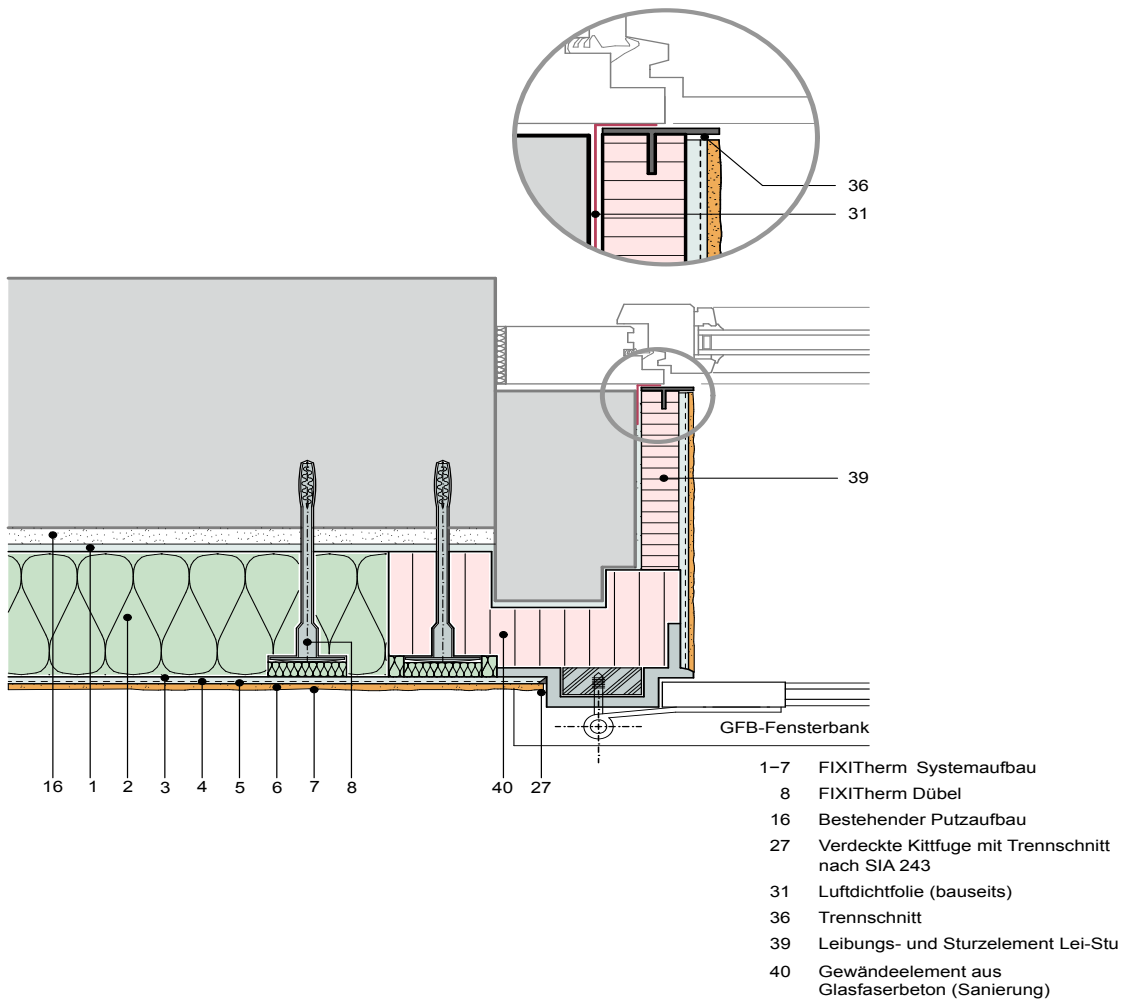 36
31
39
GFB-Fensterbank
16 1 2 3 4 5 6 7 8 40 27
1–7 FIXITherm Systemaufbau
8 FIXITherm Dübel
16 Bestehender Putzaufbau
27 Verdeckte Kittfuge mit Trennschnitt
nach SIA 243
31 Luftdichtfolie (bauseits)
36 Trennschnitt
39 Leibungs- und Sturzelement Lei-Stu
40 Gewändeelement aus
Glasfaserbeton (Sanierung)